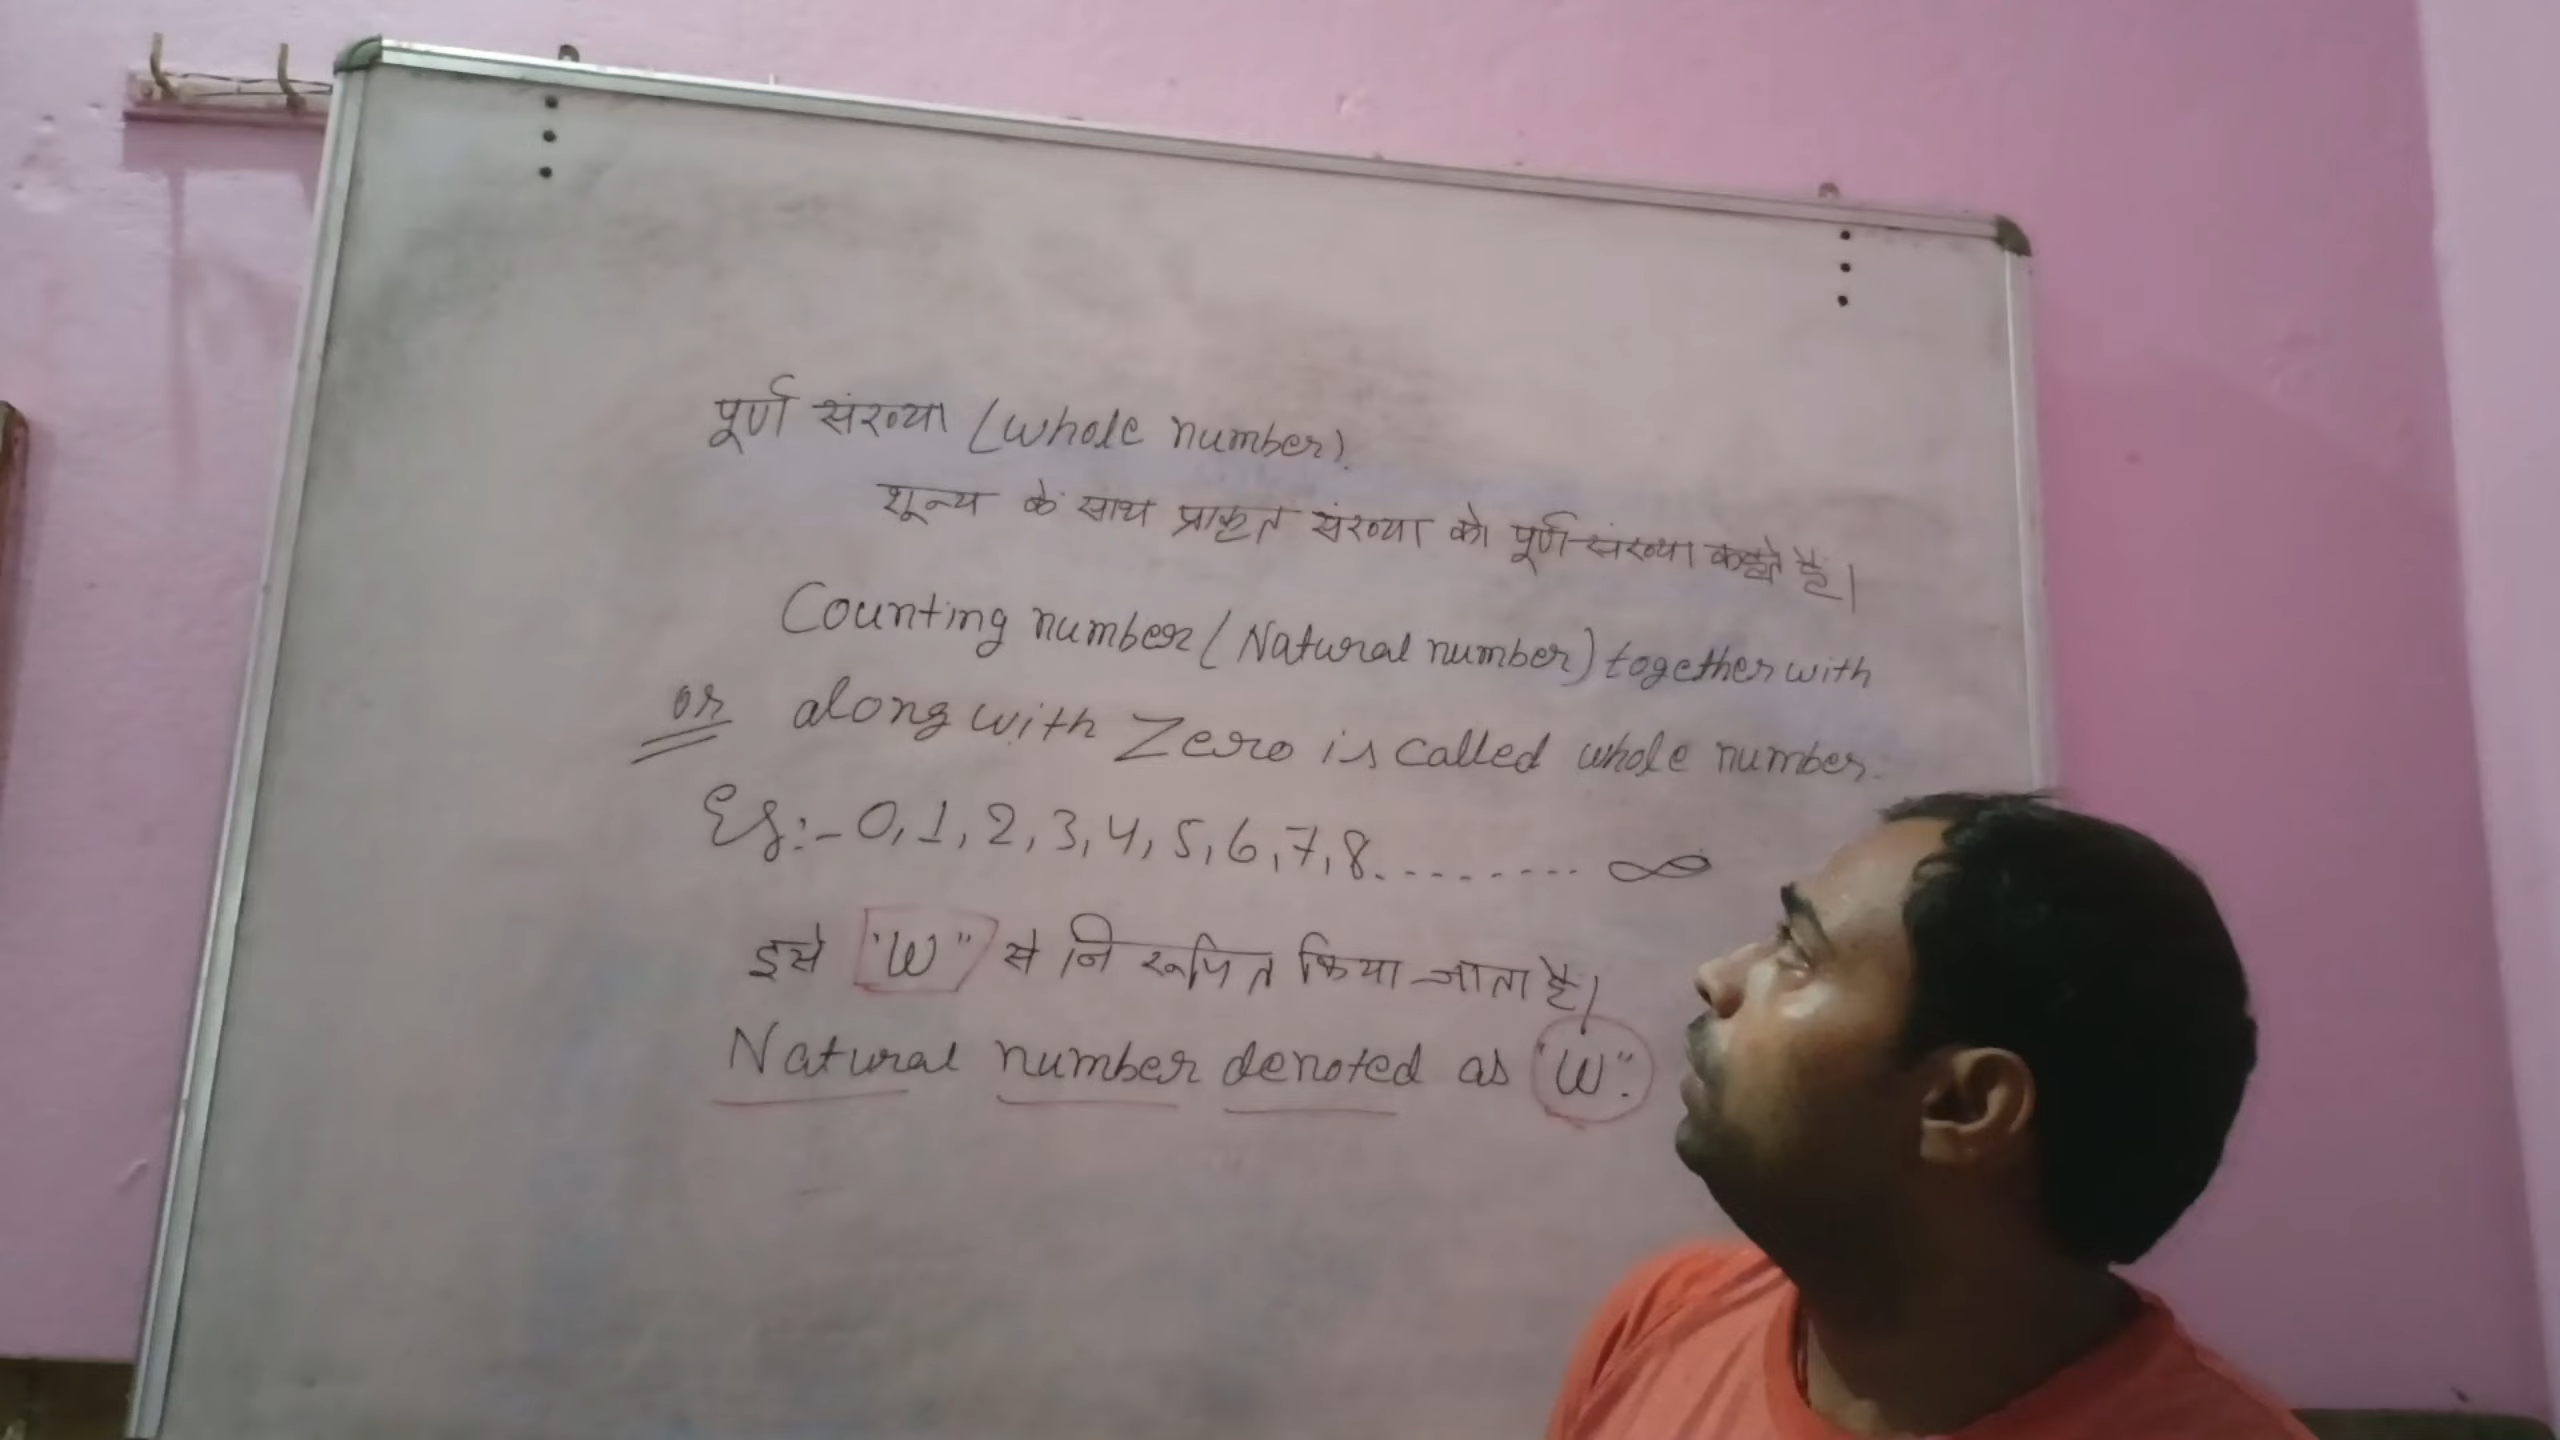 पूर्ण संख्या (whole number).
शून्य के साथ प्राकृत संख्या को पूर्ण संख्या कहते है।
Counting number (Natural number) together with
or along with Zero is called whole number.
Eg:- 0, 1, 2, 3, 4, 5, 6, 7, 8. ........ ∞
इसे "W" से निरूपित किया जाता है।
Natural number denoted as "W".